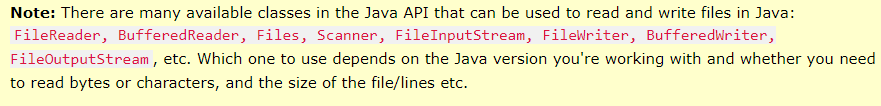 Note: There are many available classes in the Java API that can be used to read and write files in Java:
FileReader, BufferedReader, Files, Scanner, FileInputStream, FileWriter, BufferedWriter,
FileOutputStream, etc. Which one to use depends on the Java version you're working with and whether you need
to read bytes or characters, and the size of the file/lines etc.